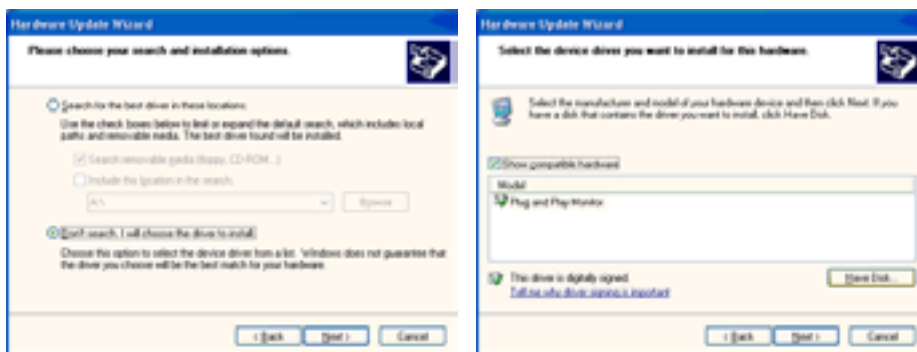 Hardware Update Wizard
Please choose your search and installation options.
Search for the best driver in these locations.
Use the check boxes below to limit or expand the default search, which includes local
paths and removable media. The best driver found will be installed.
Search removable media (floppy, CD-ROM...)
Include this location in the search:
A:\
Browse
Don't search. I will choose the driver to install.
Choose this option to select the device driver from a list. Windows does not guarantee that
the driver you choose will be the best match for your hardware.
< Back
Next >
Cancel
Hardware Update Wizard
Select the device driver you want to install for this hardware.
Select the manufacturer and model of your hardware device and then click Next. If you
have a disk that contains the driver you want to install, click Have Disk.
Show compatible hardware
Model
Plug and Play Monitor
This driver is digitally signed.
Tell me why driver signing is important
Have Disk...
< Back
Next >
Cancel